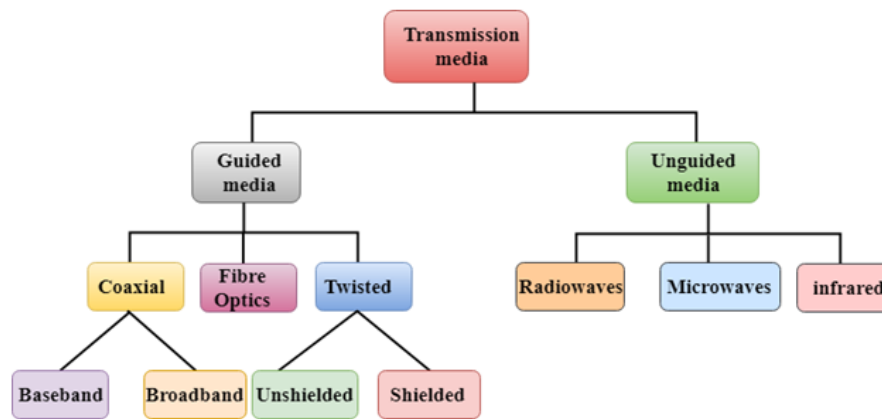 Transmission
media
Guided
media
Unguided
media
Coaxial
Fibre
Optics
Twisted
Radiowaves
Microwaves
infrared
Baseband
Broadband
Unshielded
Shielded